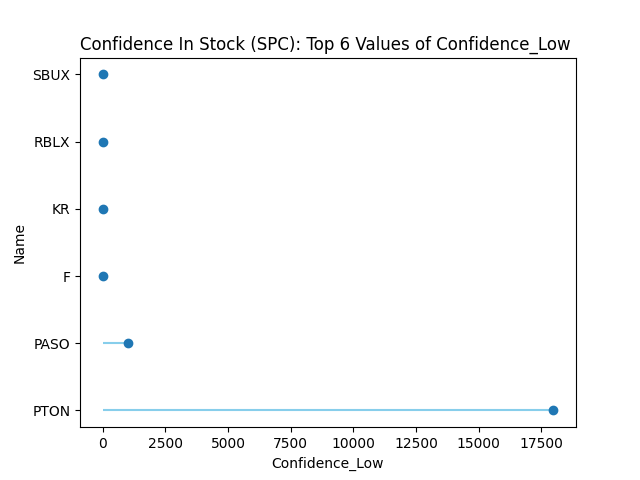 Confidence In Stock (SPC): Top 6 Values of Confidence_Low
SBUX
RBLX
KR
F
PASO
PTON
Name
0 2500 5000 7500 10000 12500 15000 17500
Confidence_Low